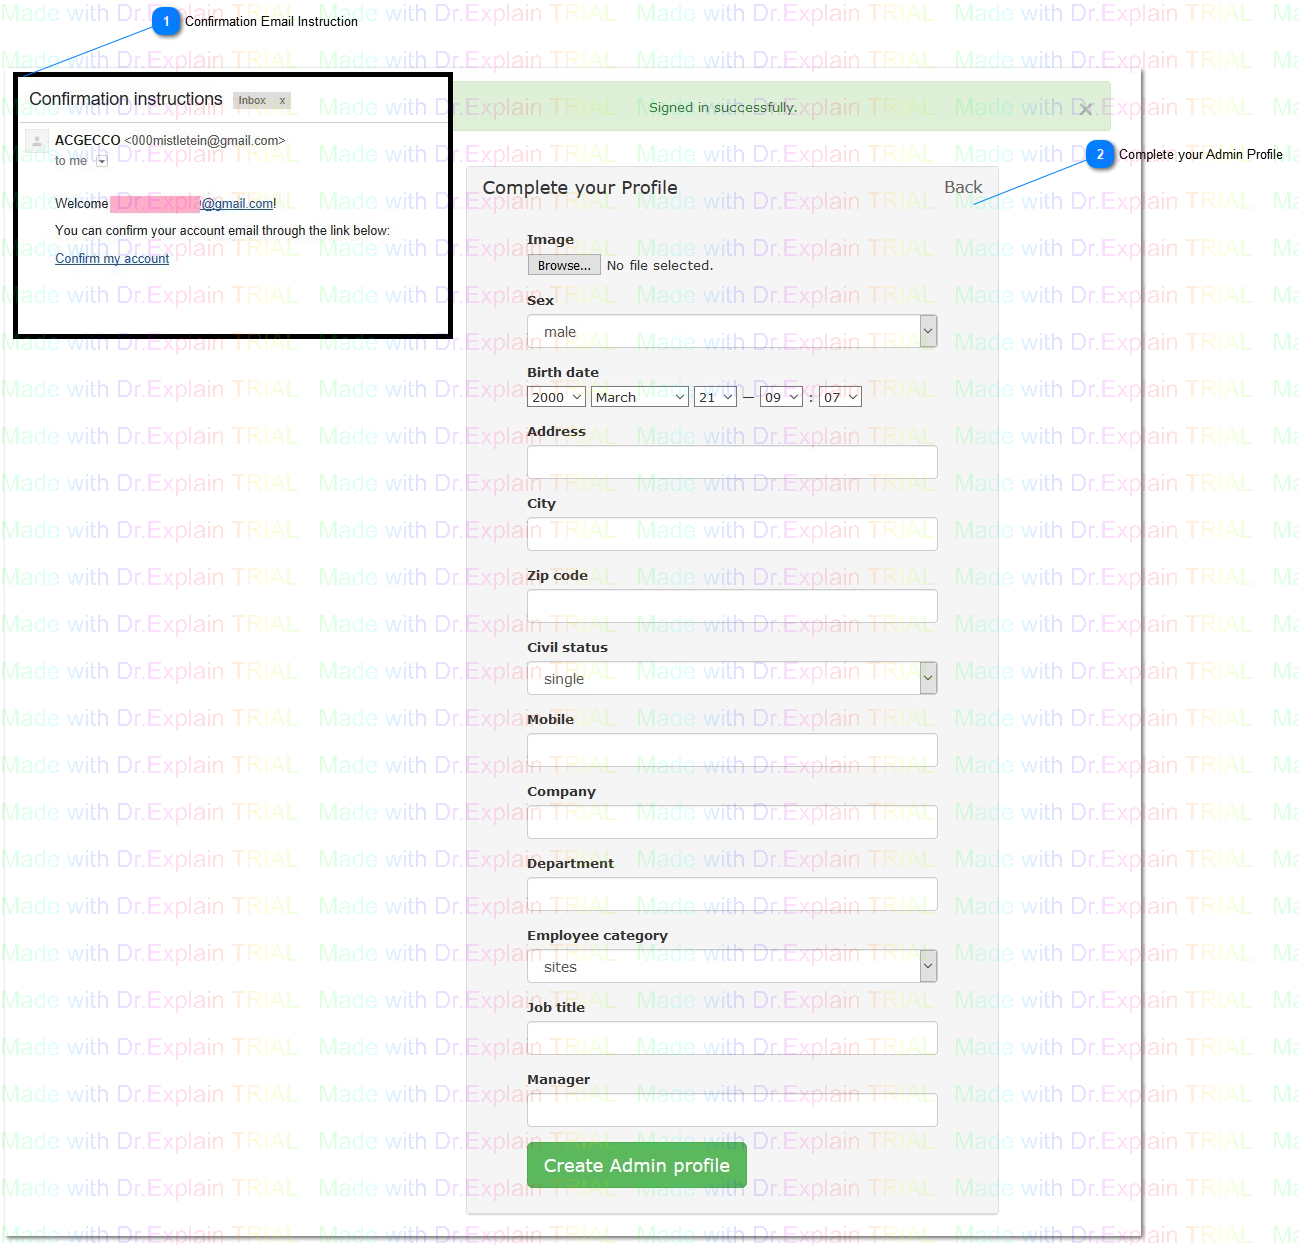 1 Confirmation Email Instruction
Confirmation instructions Inbox x
Signed in successfully. ×
ACGECCO <000mistletein@gmail.com>
to me
2 Complete your Admin Profile
Complete your Profile Back
Welcome @gmail.com!
You can confirm your account email through the link below:
Confirm my account
Image
Browse... No file selected.
Sex
male
Birth date
2000 March 21 — 09 : 07
Address
City
Zip code
Civil status
single
Mobile
Company
Department
Employee category
sites
Job title
Manager
Create Admin profile
Made with Dr.Explain TRIAL